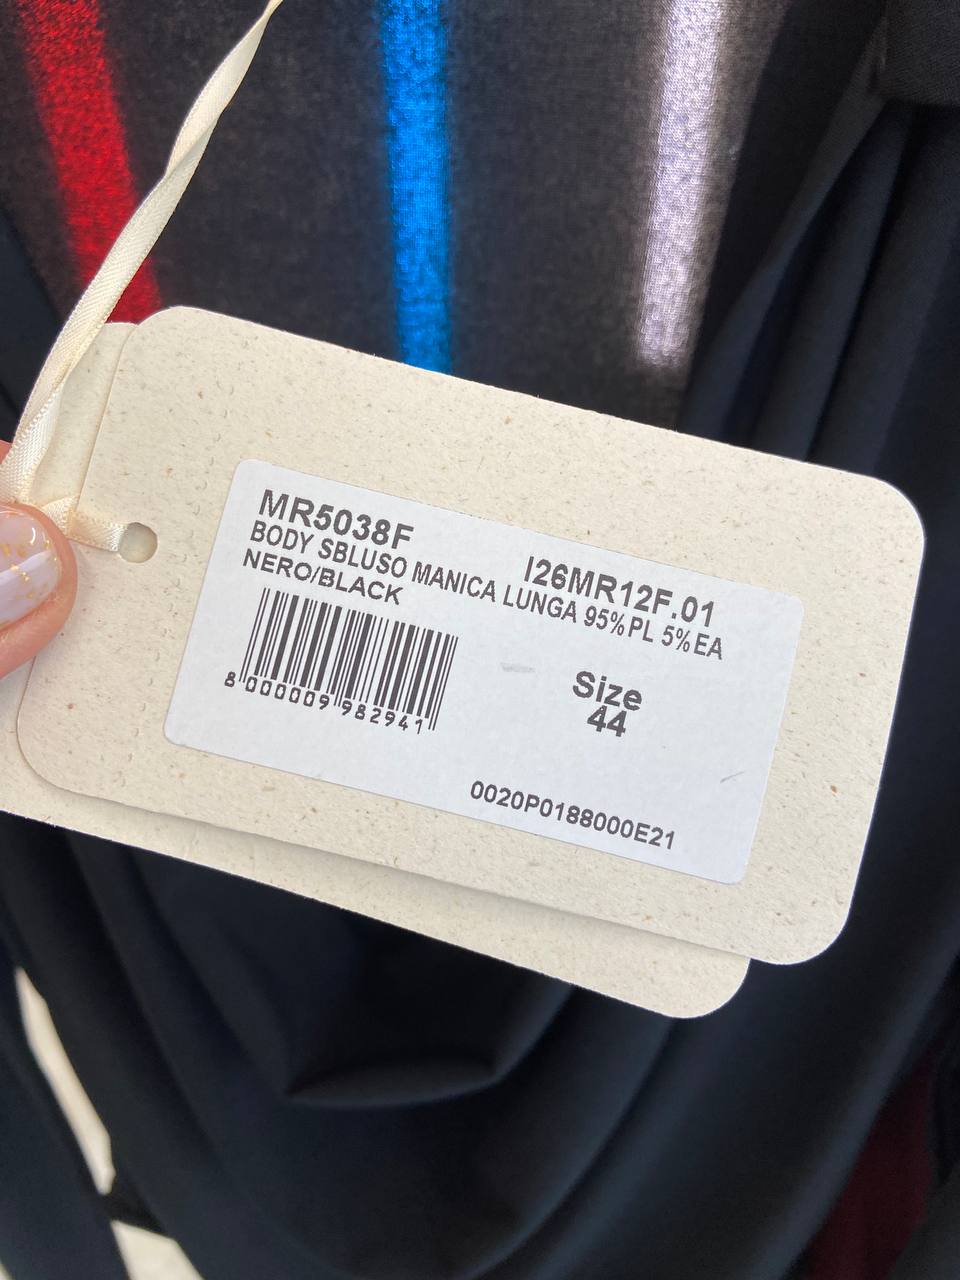 MR5038F
I26MR12F.01
BODY SBLUSO MANICA LUNGA 95% PL 5% EA
NERO/BLACK
8 000009 982941
Size
44
0020P0188000E21